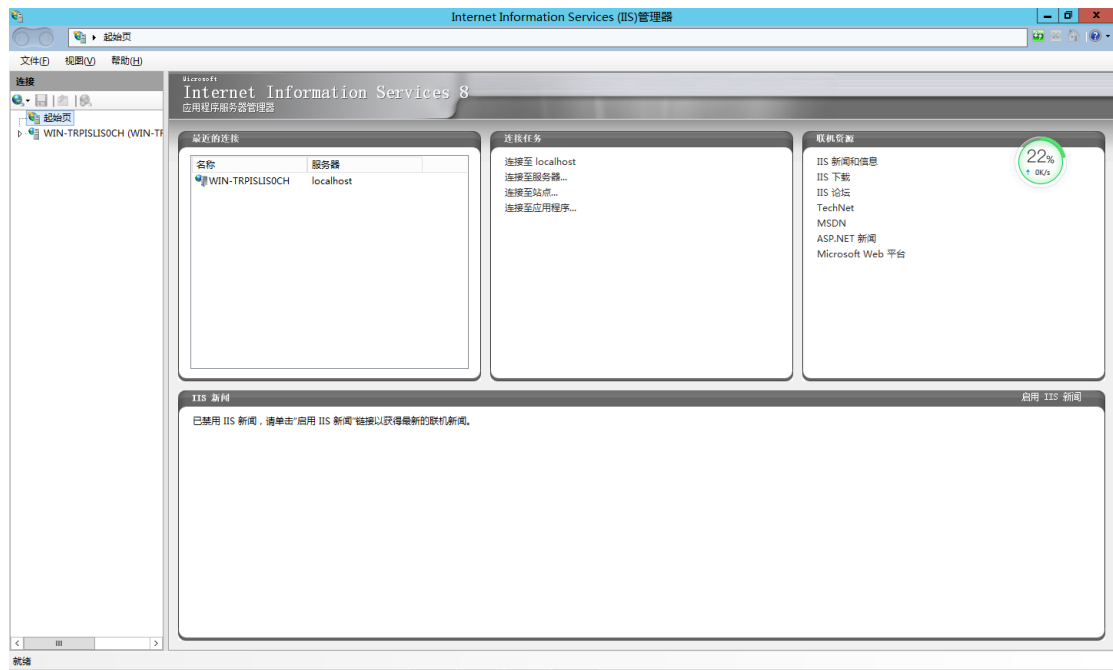 Internet Information Services (IIS)管理器
起始页
文件(F) 视图(V) 帮助(H)
连接
起始页
WIN-TRPISLIS0CH (WIN-TR
Microsoft
Internet Information Services 8
应用程序服务器管理器
最近的连接
名称 服务器
WIN-TRPISLIS0CH localhost
连接任务
连接至 localhost
连接至服务器...
连接至站点...
连接至应用程序...
联机资源
IIS 新闻和信息
IIS 下载
IIS 论坛
TechNet
MSDN
ASP.NET 新闻
Microsoft Web 平台
22%
↑ 0K/s
IIS 新闻
启用 IIS 新闻
已禁用 IIS 新闻，请单击"启用 IIS 新闻"链接以获得最新的联机新闻。
就绪